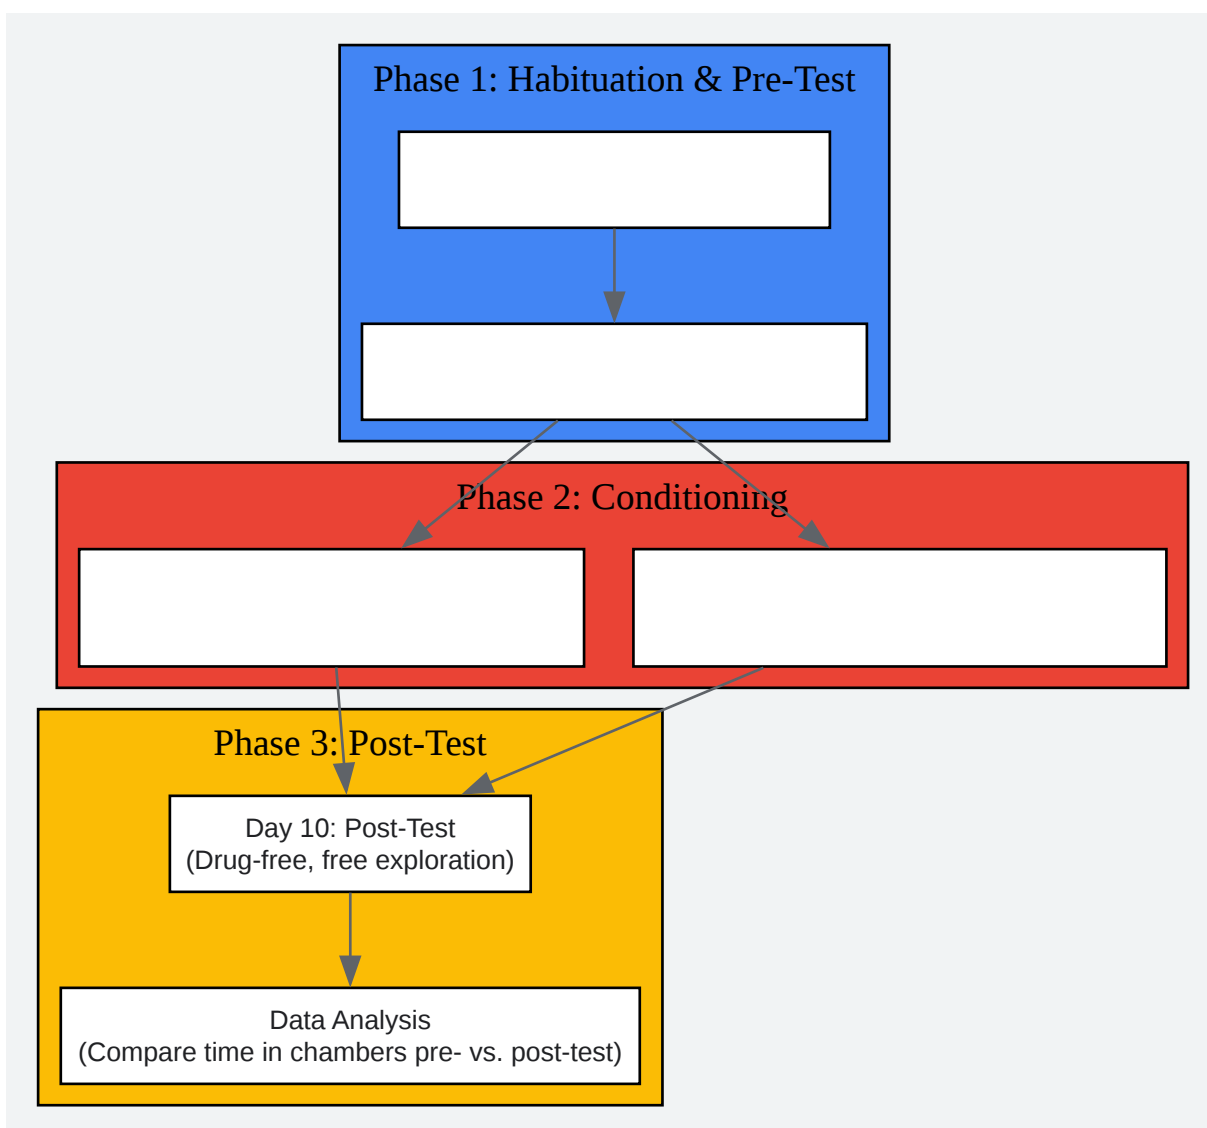 Phase 1: Habituation & Pre-Test
Phase 2: Conditioning
Phase 3: Post-Test
Day 10: Post-Test
(Drug-free, free exploration)
Data Analysis
(Compare time in chambers pre- vs. post-test)